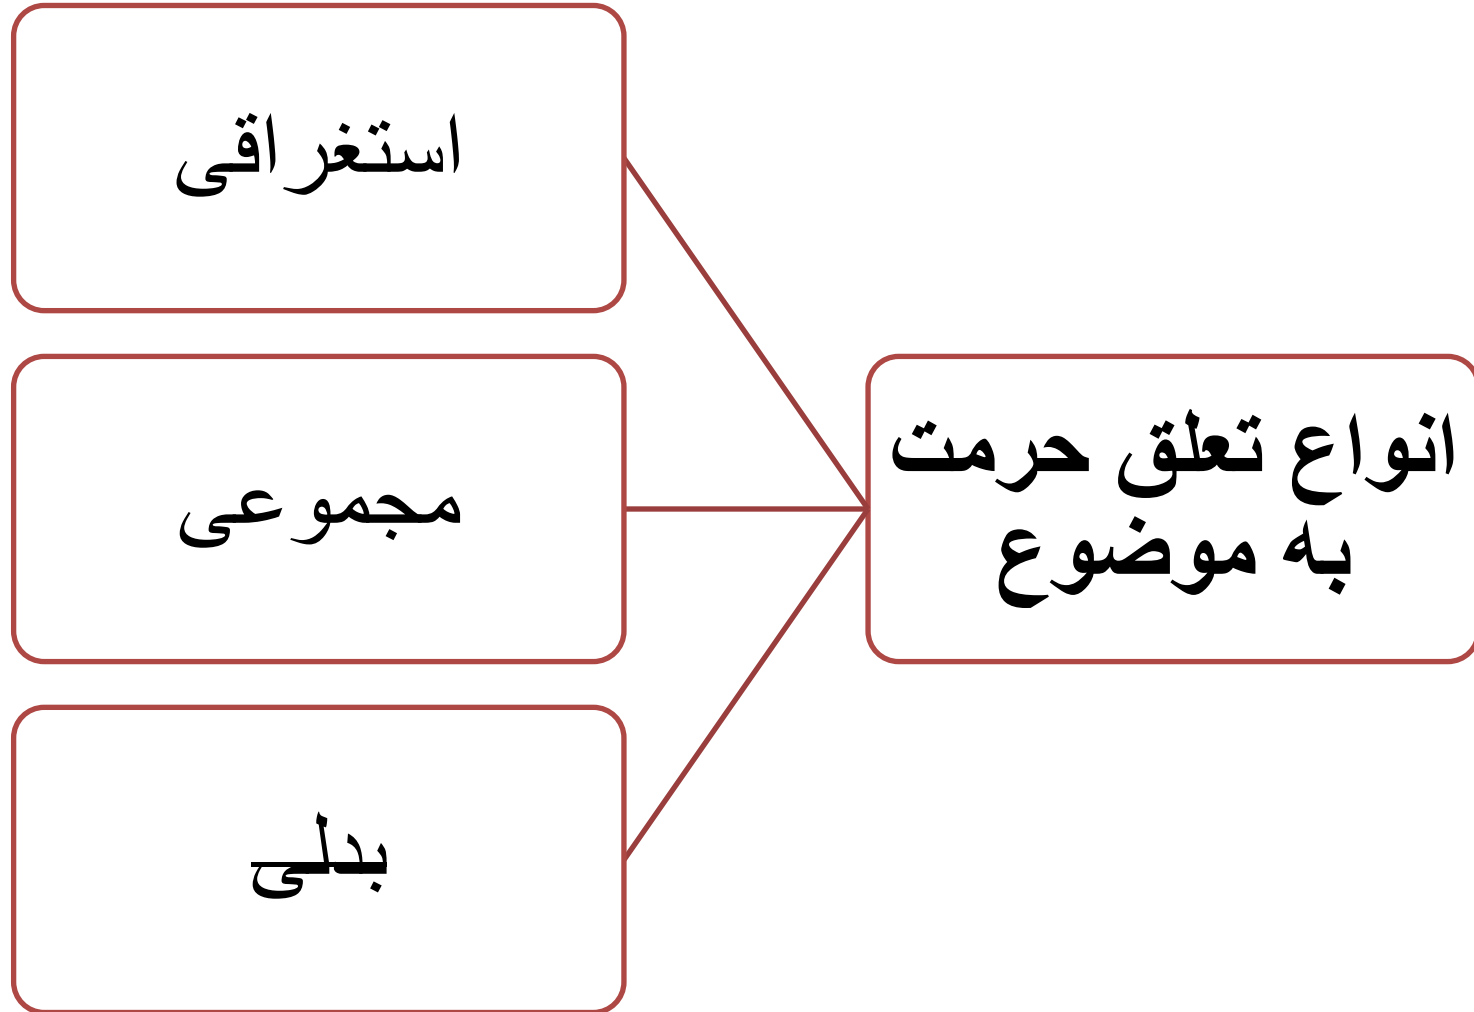 انواع تعلق حرمت
به موضوع
استغراقی
مجموعی
بدلی